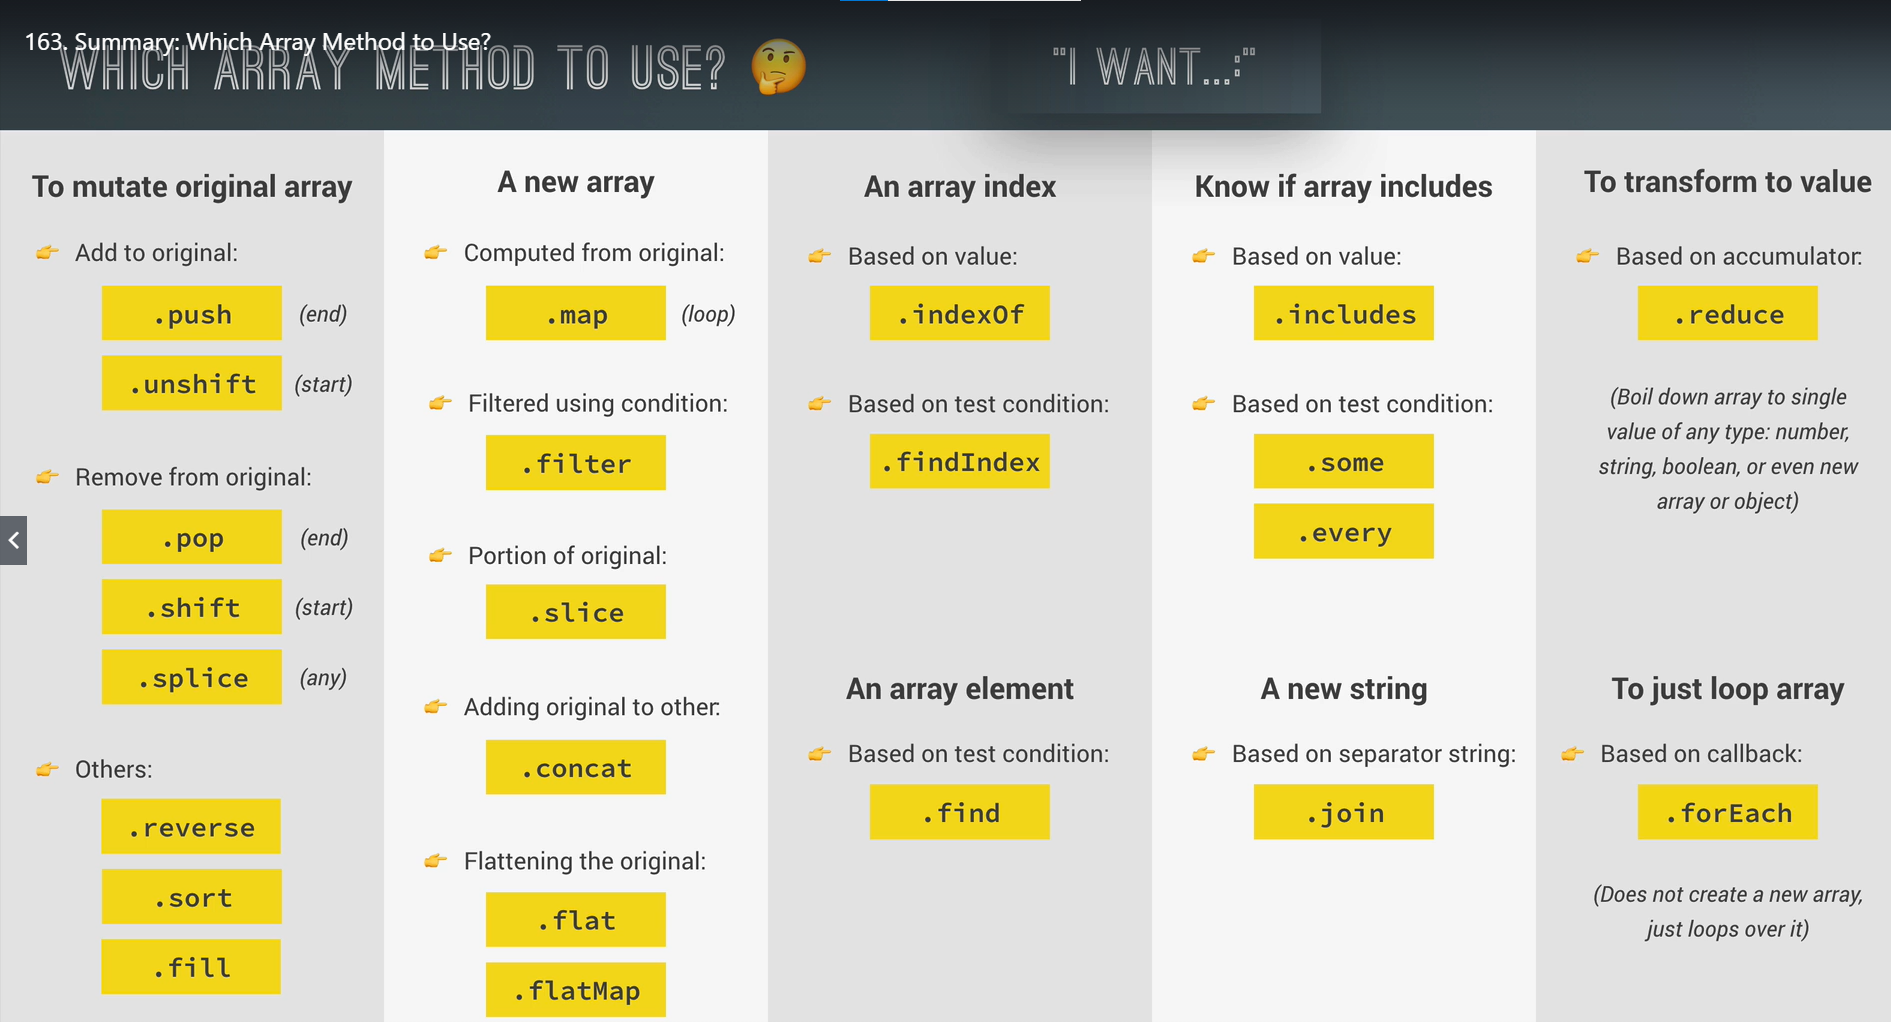 163. Summary: Which Array Method to Use?
WHICH ARRAY METHOD TO USE?
"I WANT...:"
To mutate original array
Add to original:
.push (end)
.unshift (start)
Remove from original:
.pop (end)
.shift (start)
.splice (any)
Others:
.reverse
.sort
.fill
A new array
Computed from original:
.map (loop)
Filtered using condition:
.filter
Portion of original:
.slice
Adding original to other:
.concat
Flattening the original:
.flat
.flatMap
An array index
Based on value:
.indexOf
Based on test condition:
.findIndex
An array element
Based on test condition:
.find
Know if array includes
Based on value:
.includes
Based on test condition:
.some
.every
A new string
Based on separator string:
.join
To transform to value
Based on accumulator:
.reduce
(Boil down array to single
value of any type: number,
string, boolean, or even new
array or object)
To just loop array
Based on callback:
.forEach
(Does not create a new array,
just loops over it)